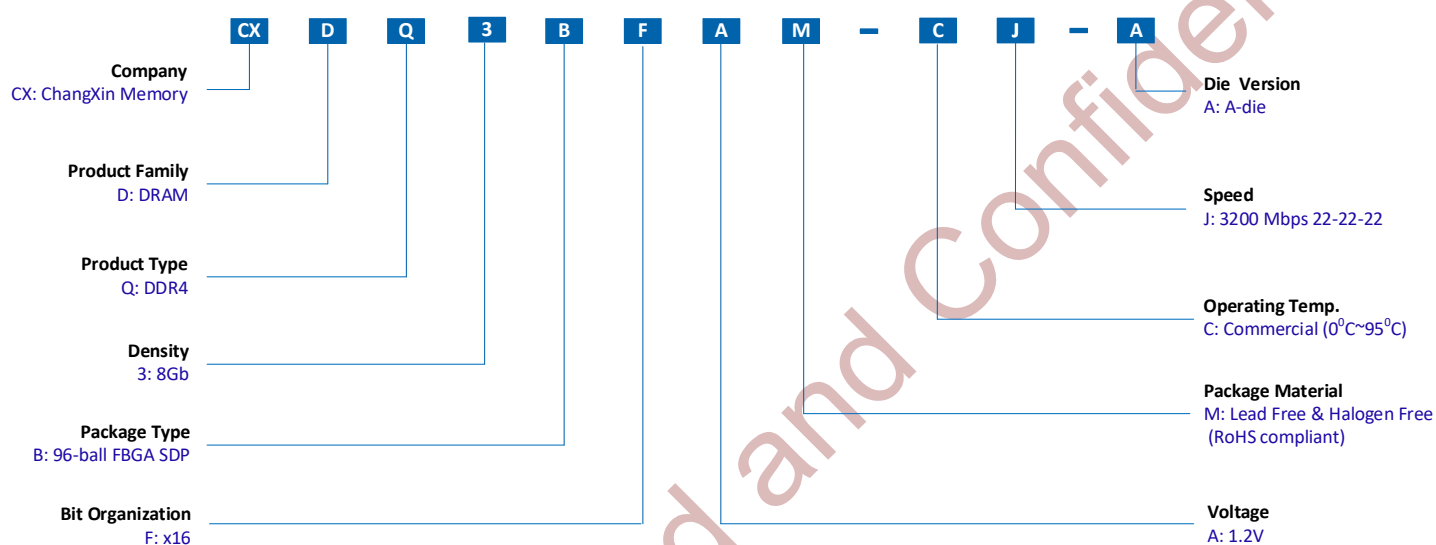 CX D Q 3 B F A M – C J – A
Company
CX: ChangXin Memory
Product Family
D: DRAM
Product Type
Q: DDR4
Density
3: 8Gb
Package Type
B: 96-ball FBGA SDP
Bit Organization
F: x16
Die Version
A: A-die
Speed
J: 3200 Mbps 22-22-22
Operating Temp.
C: Commercial (0⁰C~95⁰C)
Package Material
M: Lead Free & Halogen Free
(RoHS compliant)
Voltage
A: 1.2V
d and Confide